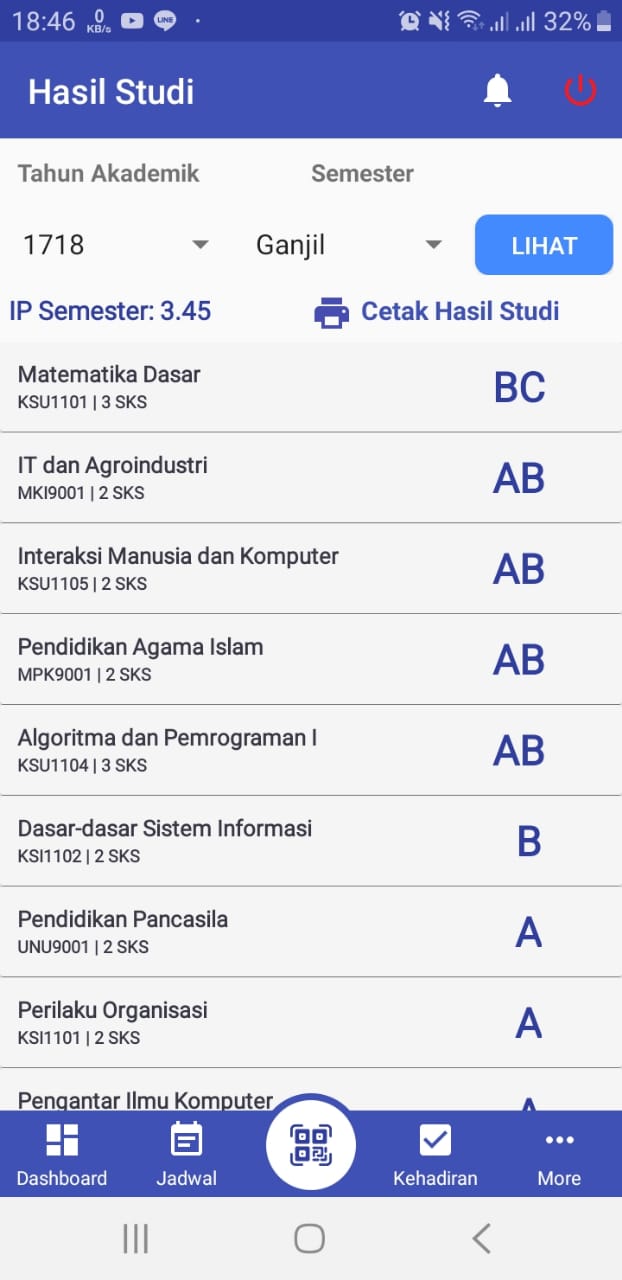 18:46 0 KB/s LINE 32%
Hasil Studi
Tahun Akademik Semester
1718 Ganjil LIHAT
IP Semester: 3.45 Cetak Hasil Studi
Matematika Dasar
KSU1101 | 3 SKS
BC
IT dan Agroindustri
MKI9001 | 2 SKS
AB
Interaksi Manusia dan Komputer
KSU1105 | 2 SKS
AB
Pendidikan Agama Islam
MPK9001 | 2 SKS
AB
Algoritma dan Pemrograman I
KSU1104 | 3 SKS
AB
Dasar-dasar Sistem Informasi
KSI1102 | 2 SKS
B
Pendidikan Pancasila
UNU9001 | 2 SKS
A
Perilaku Organisasi
KSI1101 | 2 SKS
A
Pengantar Ilmu Komputer
A
Dashboard Jadwal Kehadiran More